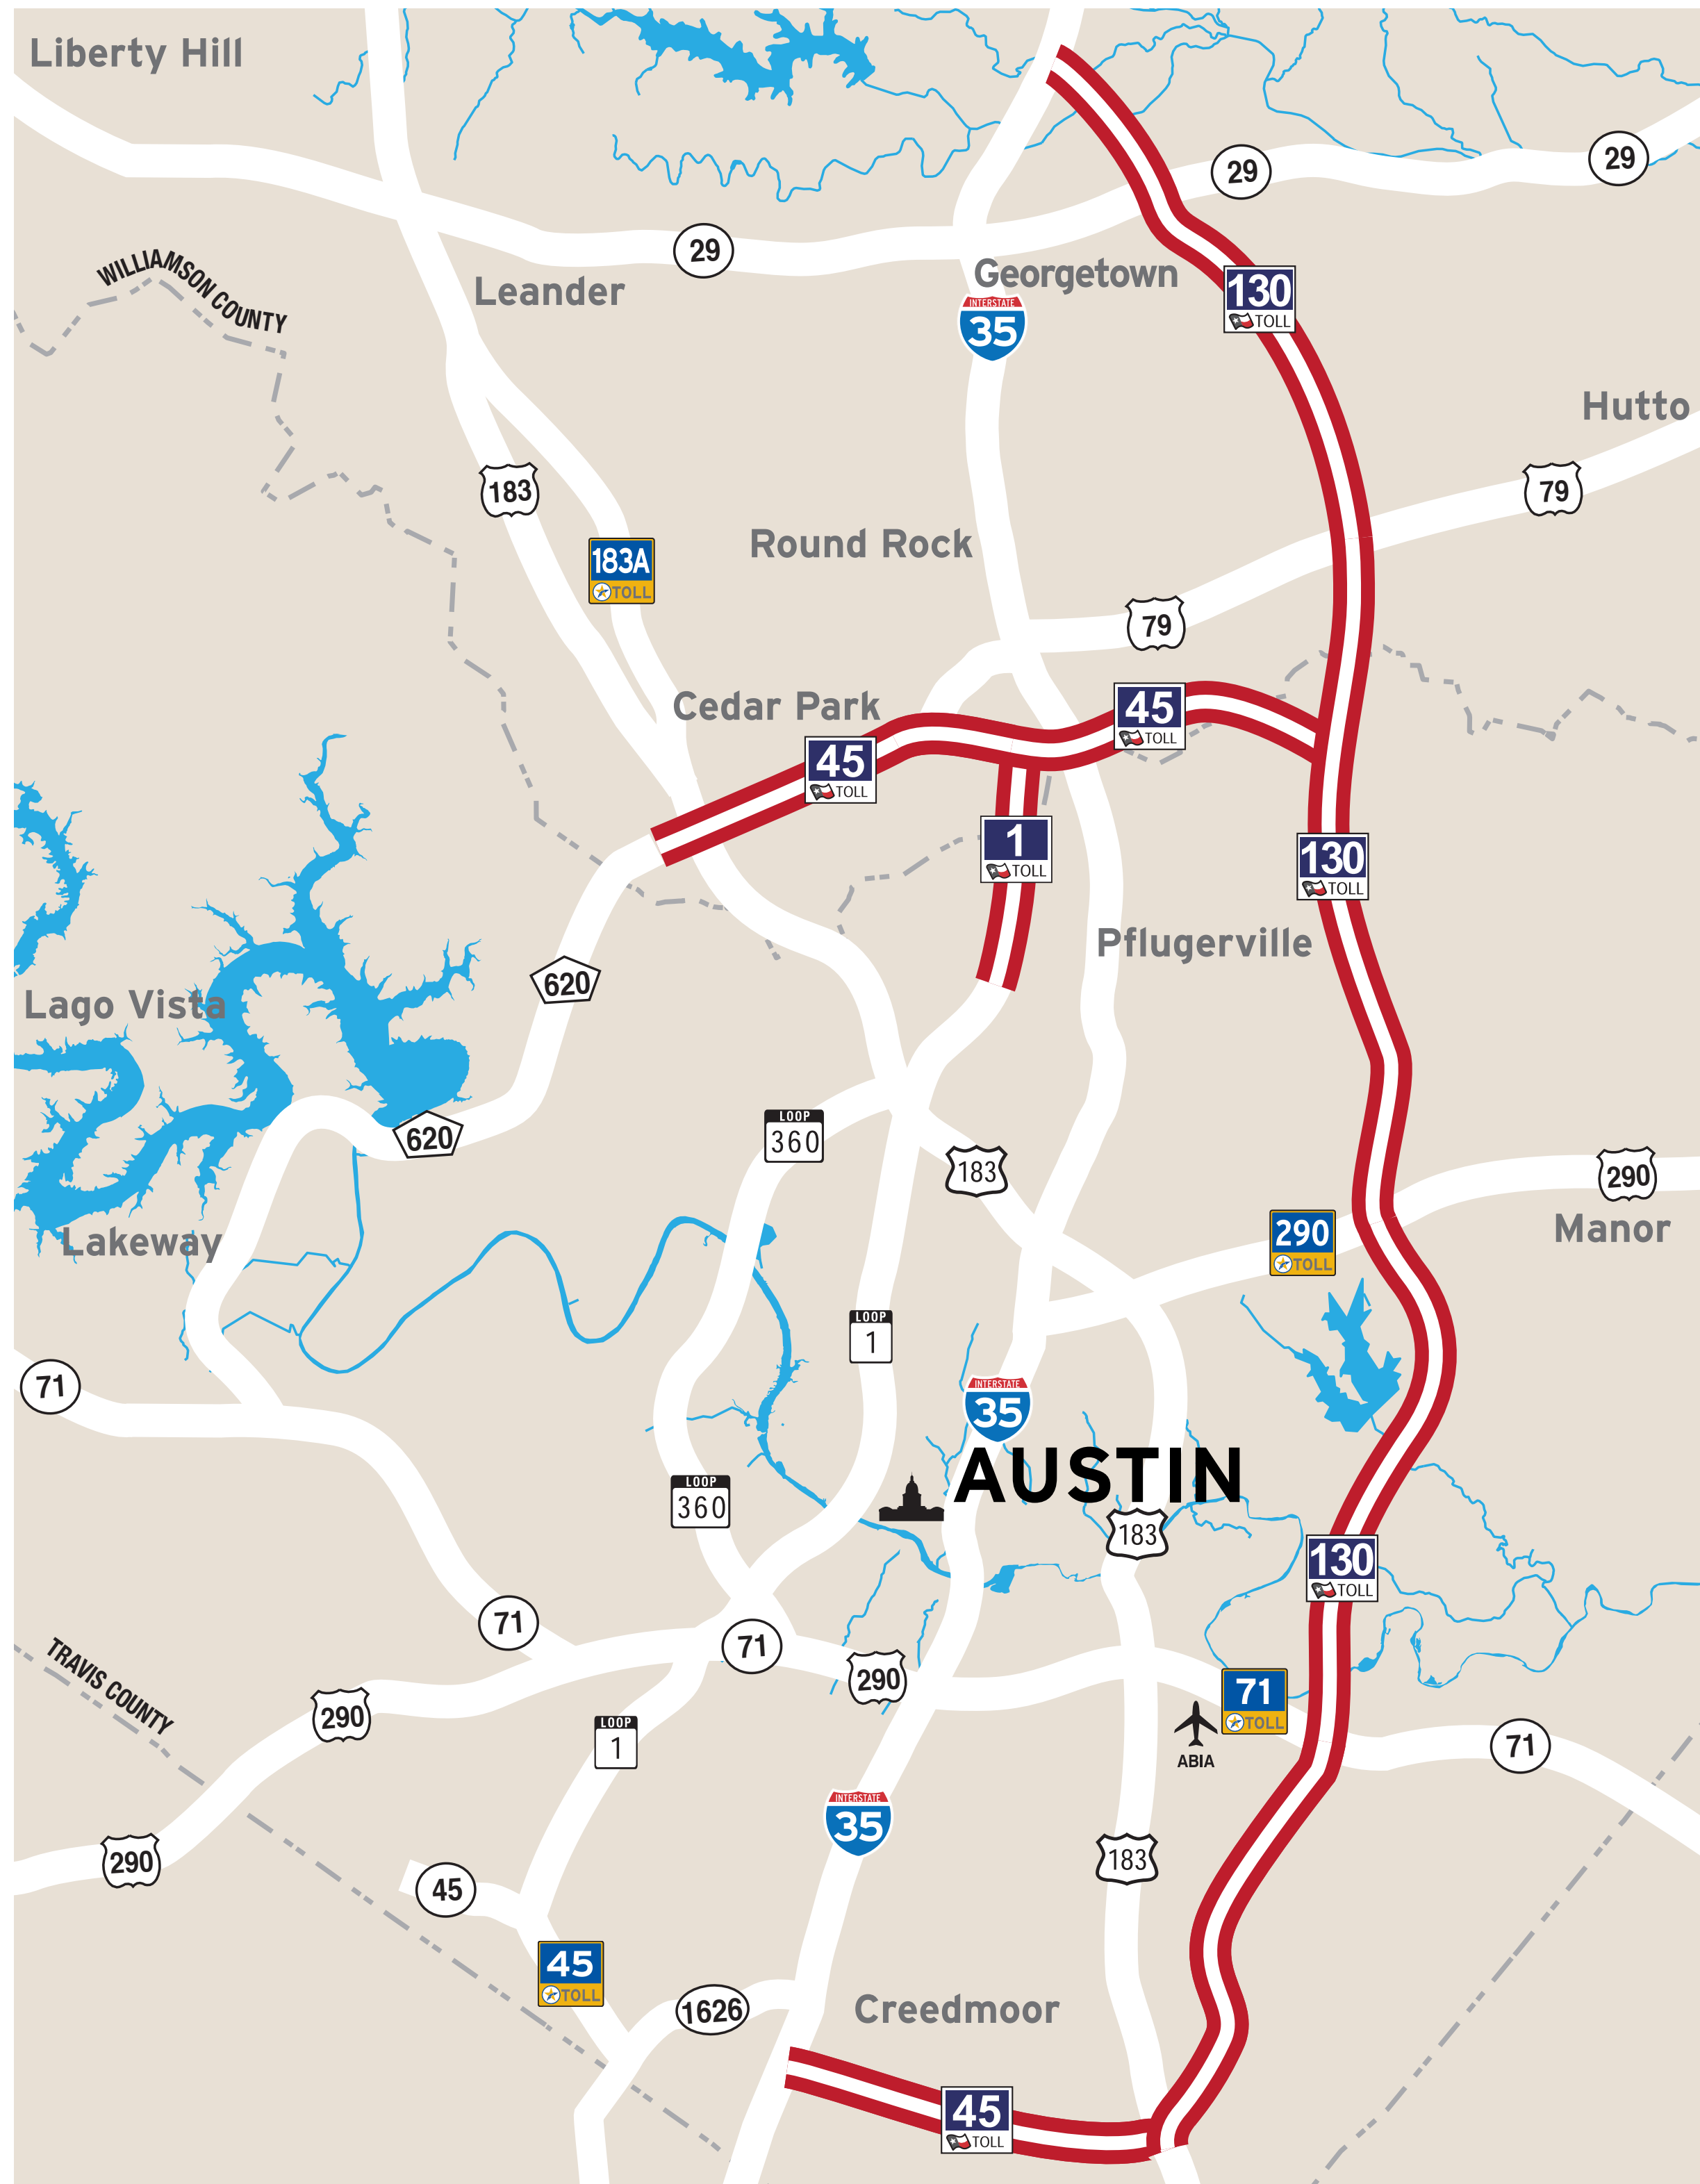 Liberty Hill
29
29
WILLIAMSON COUNTY
29
Georgetown
Leander
130
TOLL
INTERSTATE
35
Hutto
183
79
Round Rock
183A
TOLL
79
Cedar Park
45
TOLL
45
TOLL
1
TOLL
130
TOLL
Pflugerville
620
Lago Vista
LOOP
360
620
183
290
Manor
290
TOLL
Lakeway
LOOP
1
71
INTERSTATE
35
AUSTIN
LOOP
360
183
130
TOLL
71
71
TRAVIS COUNTY
290
71
TOLL
290
LOOP
1
ABIA
71
INTERSTATE
35
290
183
45
45
TOLL
1626
Creedmoor
45
TOLL